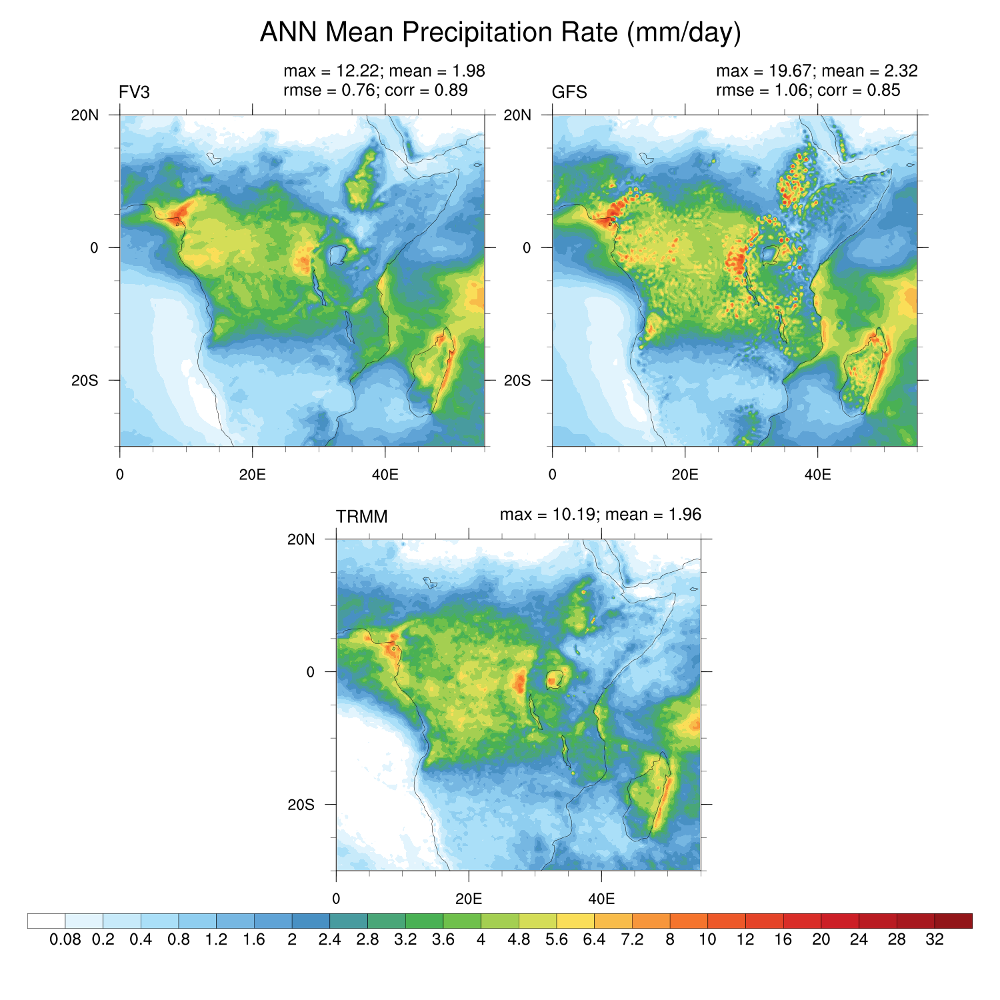 ANN Mean Precipitation Rate (mm/day)
max = 12.22; mean = 1.98
rmse = 0.76; corr = 0.89
FV3
max = 19.67; mean = 2.32
rmse = 1.06; corr = 0.85
GFS
20N
0
20S
0 20E 40E
20N
0
20S
0 20E 40E
TRMM
max = 10.19; mean = 1.96
20N
0
20S
0 20E 40E
0.08 0.2 0.4 0.8 1.2 1.6 2 2.4 2.8 3.2 3.6 4 4.8 5.6 6.4 7.2 8 10 12 16 20 24 28 32